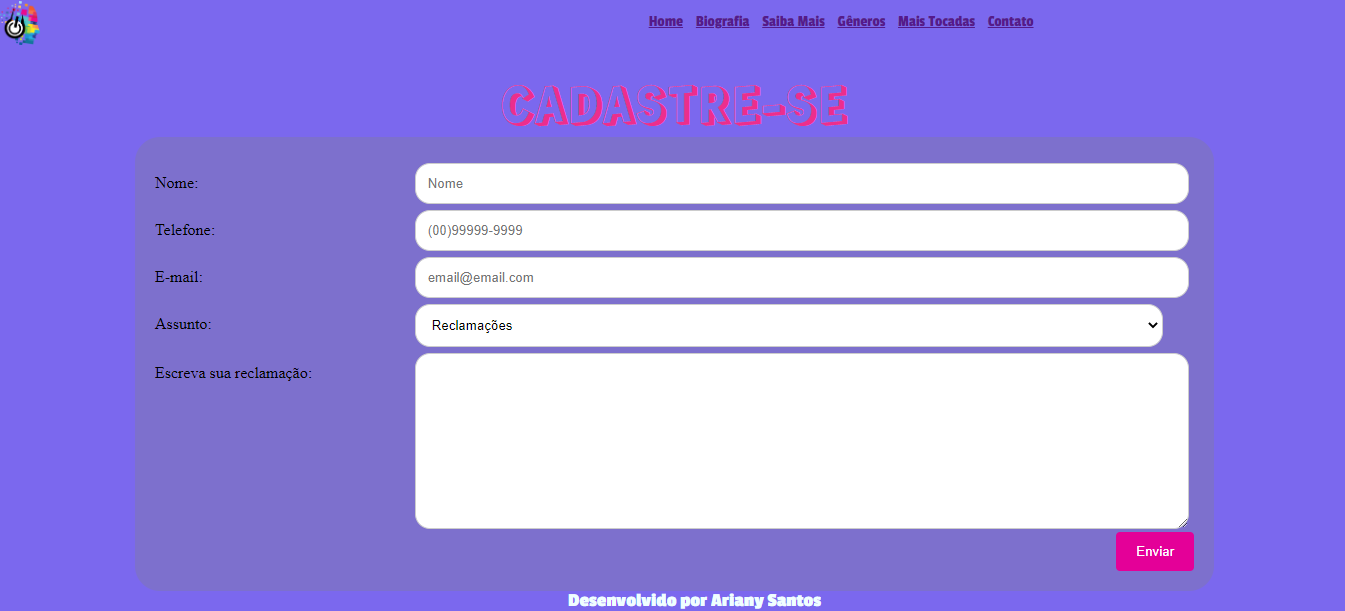 Home Biografia Saiba Mais Gêneros Mais Tocadas Contato
CADASTRE-SE
Nome: Nome
Telefone: (00)99999-9999
E-mail: email@email.com
Assunto: Reclamações
Escreva sua reclamação:
Enviar
Desenvolvido por Ariany Santos